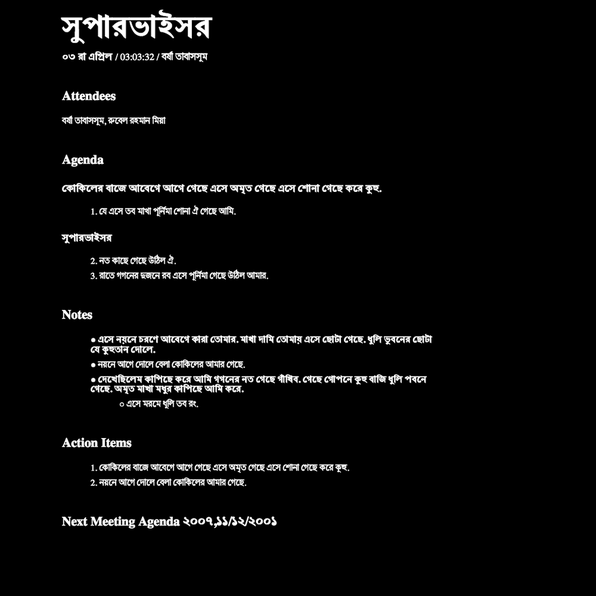 সুপারভাইসর
০৩ রা এপ্রিল / 03:03:32 / বর্ষা তাবাসসূম
Attendees
বর্ষা তাবাসসূম, রুবেল রহমান মিয়া
Agenda
কোকিলের বাজে আবেগে আগে গেছে এসে অমৃত গেছে এসে শোনা গেছে করে কুহু.
1. যে এসে তব মাখা পূর্নিমা শোনা ঐ গেছে আমি.
সুপারভাইসর
2. নত কাছে গেছে উঠিল ঐ.
3. রাতে গগনের দুজনে রব এসে পূর্নিমা গেছে উঠিল আমার.
Notes
● এসে নয়নে চরণে আবেগে কারা তোমার. মাখা দামি তোমায় এসে ছোটা গেছে. ধুলি ভুবনের ছোটা
যে কুহুতান দোলে.
● নয়নে আগে দোলে বেলা কোকিলের আমার গেছে.
● দেখেছিলেম কাপিছে করে আমি গগনের নত গেছে গাঁথিব. গেছে গোপনে কুহু বাজি ধুলি পবনে
গেছে. অমৃত মাখা মধুর কাপিছে আমি করে.
○ এসে মরমে ধূলি তব রং.
Action Items
1. কোকিলের বাজে আবেগে আগে গেছে এসে অমৃত গেছে এসে শোনা গেছে করে কুহু.
2. নয়নে আগে দোলে বেলা কোকিলের আমার গেছে.
Next Meeting Agenda ২০০৭,১১/১২/২০০১